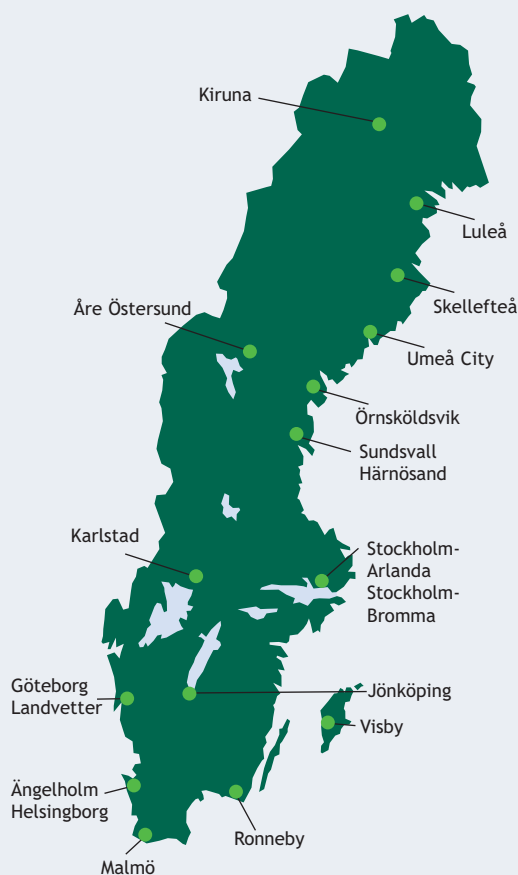 Kiruna
Luleå
Skellefteå
Åre Östersund
Umeå City
Örnsköldsvik
Sundsvall
Härnösand
Karlstad
Stockholm-
Arlanda
Stockholm-
Bromma
Göteborg
Landvetter
Jönköping
Visby
Ängelholm
Helsingborg
Ronneby
Malmö